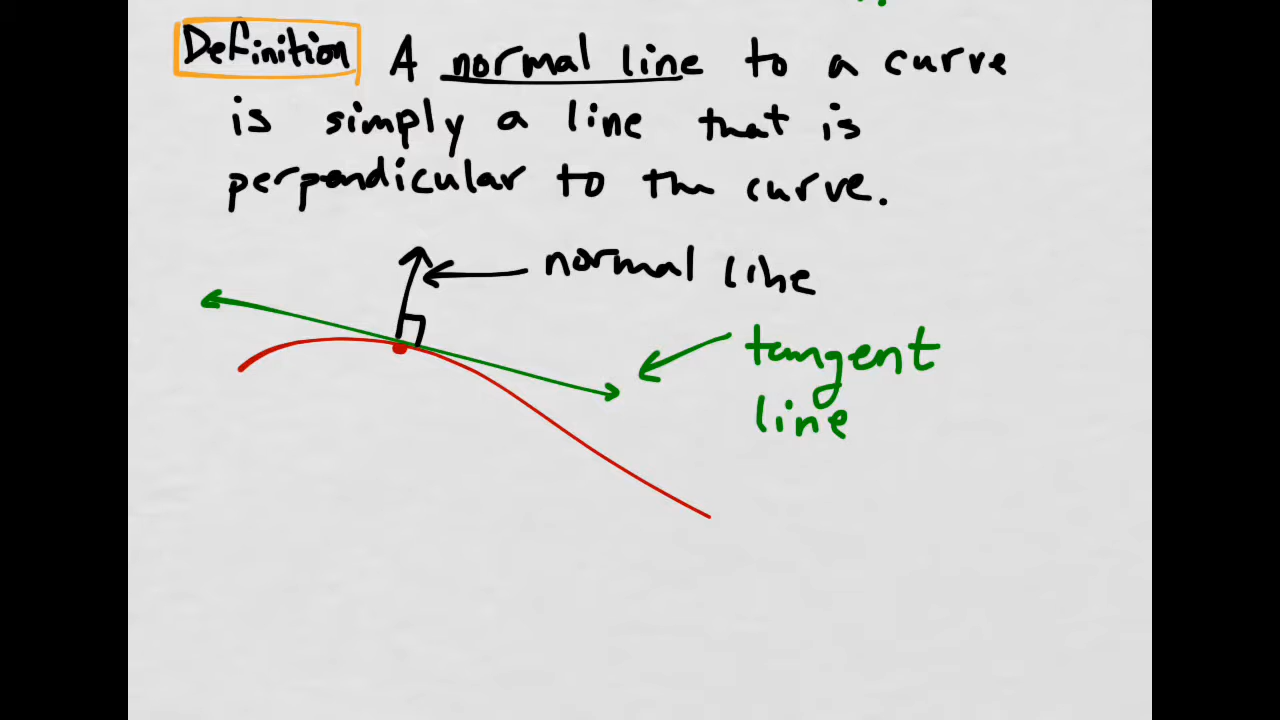 Definition A normal line to a curve
is simply a line that is
perpendicular to the curve.
normal line
tangent
line